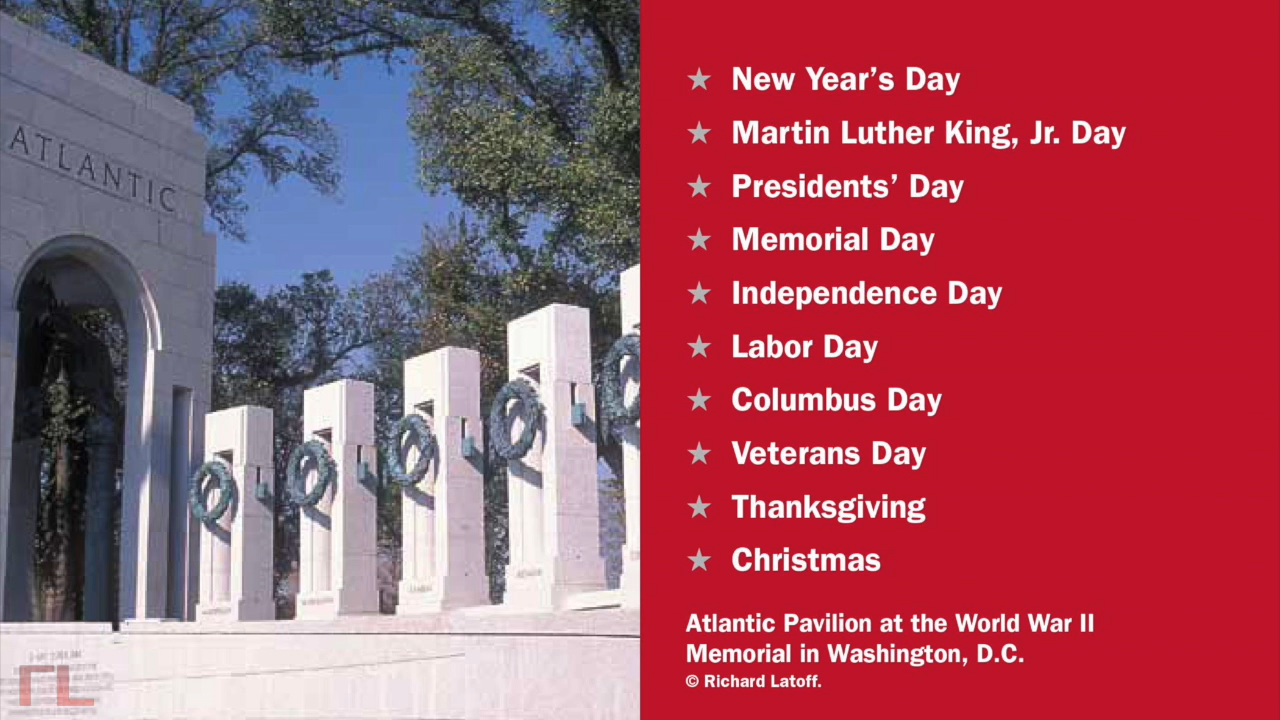 ATLANTIC
★ New Year’s Day
★ Martin Luther King, Jr. Day
★ Presidents’ Day
★ Memorial Day
★ Independence Day
★ Labor Day
★ Columbus Day
★ Veterans Day
★ Thanksgiving
★ Christmas
Atlantic Pavilion at the World War II
Memorial in Washington, D.C.
© Richard Latoff.